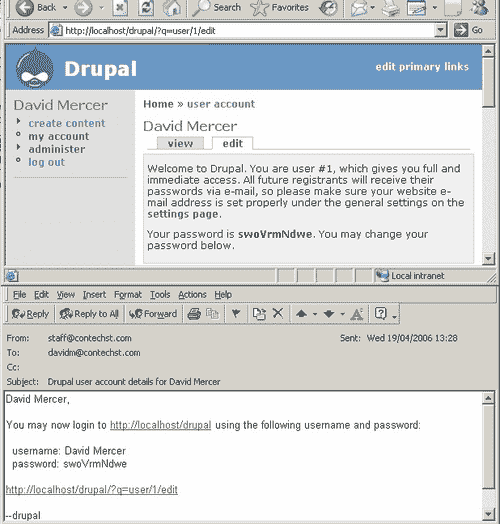 Back Search Favorites
Address http://localhost/drupal/?q=user/1/edit Go
Drupal
edit primary links
David Mercer
create content
my account
administer
log out
Home » user account
David Mercer
view edit
Welcome to Drupal. You are user #1, which gives you full and
immediate access. All future registrants will receive their
passwords via e-mail, so please make sure your website e-
mail address is set properly under the general settings on the
settings page.
Your password is swoVrmNdwe. You may change your
password below.
Local intranet
File Edit View Insert Format Tools Actions Help
Reply Reply to All Forward
From: staff@contechst.com Sent: Wed 19/04/2006 13:28
To: davidm@contechst.com
Cc:
Subject: Drupal user account details for David Mercer
David Mercer,
You may now login to http://localhost/drupal using the following username and password:
username: David Mercer
password: swoVrmNdwe
http://localhost/drupal/?q=user/1/edit
--drupal